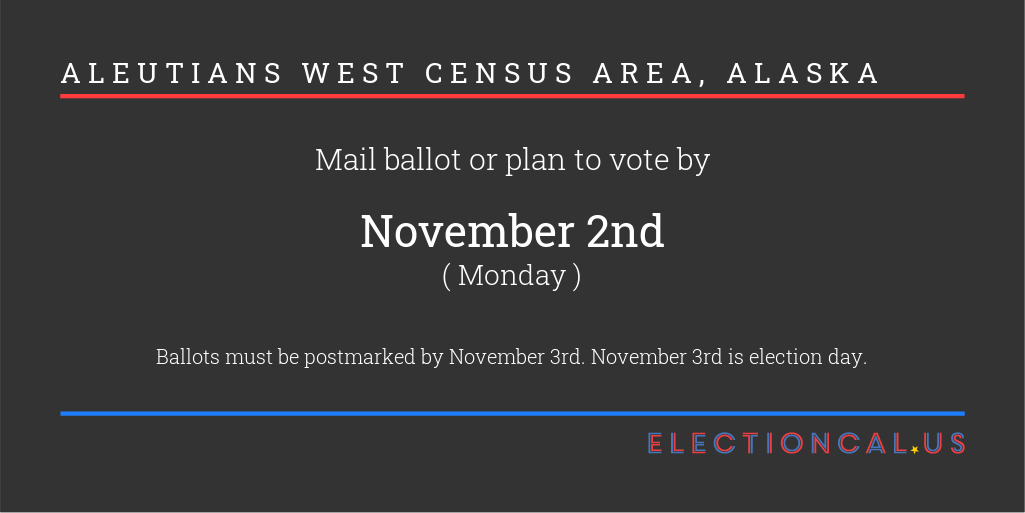 ALEUTIANS WEST CENSUS AREA, ALASKA
Mail ballot or plan to vote by
November 2nd
( Monday )
Ballots must be postmarked by November 3rd. November 3rd is election day.
ELECTIONCAL.US